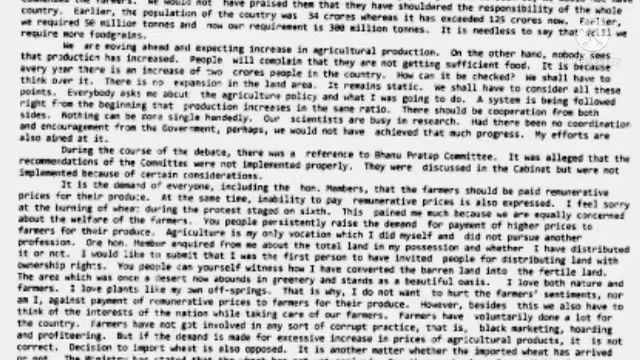 the farmers. We would not have praised them that they have shouldered the responsibility of the whole
country. Earlier, the population of the country was 34 crores whereas it has exceeded 125 crores now. Earlier,
we required 50 million tonnes and now our requirement is 300 million tonnes. It is needless to say that will we
require more foodgrains.
We are moving ahead and expecting increase in agricultural production. On the other hand, nobody sees
that production has increased. People will complain that they are not getting sufficient food. It is because
every year there is an increase of two crores people in the country. How can it be checked? We shall have to
think over it. There is no expansion in the land area. It remains static. We shall have to consider all these
points. Everybody asks me about the agriculture policy and what I was going to do. A system is being followed
right from the beginning that production increases in the same ratio. There should be cooperation from both
sides. Nothing can be done single handedly. Our scientists are busy in research. Had there been no coordination
and encouragement from the Government, perhaps, we would not have achieved that much progress. My efforts are
also aimed at it.
During the course of the debate, there was a reference to Bhanu Pratap Committee. It was alleged that the
recommendations of the Committee were not implemented properly. They were discussed in the Cabinet but were not
implemented because of certain considerations.
It is the demand of everyone, including the hon. Members, that the farmers should be paid remunerative
prices for their produce. At the same time, inability to pay remunerative prices is also expressed. I feel sorry
at the burning of wheat during the protest staged on sixth. This pained me much because we are equally concerned
about the welfare of the farmers. You people persistently raise the demand for payment of higher prices to
farmers for their produce. Agriculture is my only vocation which I did myself and did not pursue another
profession. One hon. Member enquired from me about the total land in my possession and whether I have distributed
it or not. I would like to submit that I was the first person to have invited people for distributing land with
ownership rights. You people can yourself witness how I have converted the barren land into the fertile land.
The area which was once a desert now abounds in greenery and stands as a beautiful oasis. I love both nature and
farmers. I love plants like my own off-springs. That is why, I do not want to hurt the farmers' sentiments, nor
am I, against payment of remunerative prices to farmers for their produce. However, besides this we also have to
think of the interests of the nation while taking care of our farmers. Farmers have voluntarily done a lot for
the country. Farmers have not involved in any sort of corrupt practice, that is, black marketing, hoarding
and profiteering. But if the demand is made for excessive increase in prices of agricultural products, it is not
correct. Decision to import wheat is also opposed. It is another matter whether the imported wheat has arrived
or not. The Ministry has stated that the